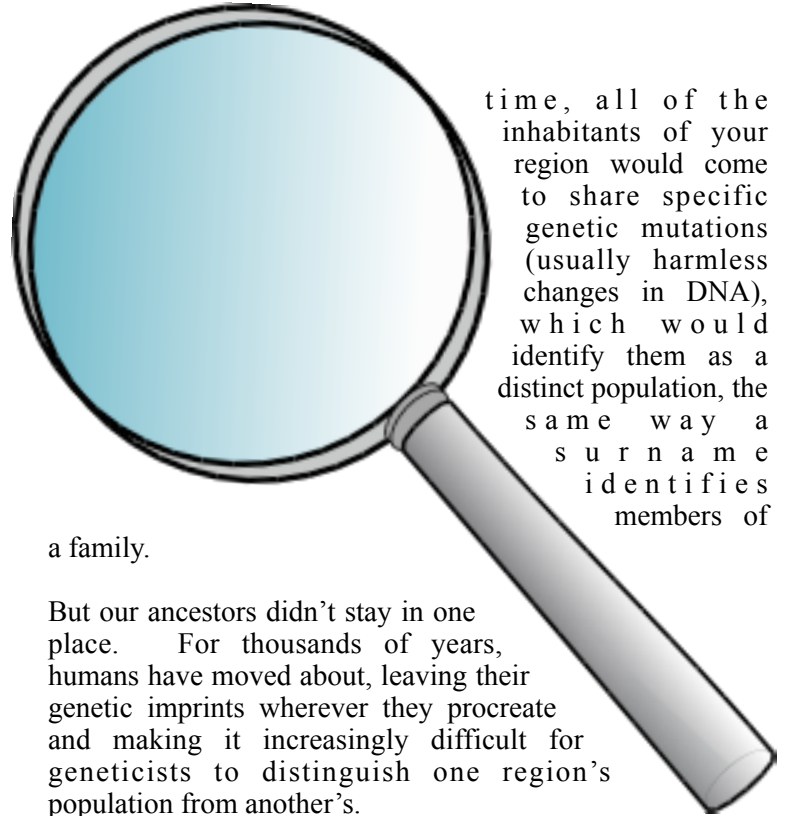 time, all of the
inhabitants of your
region would come
to share specific
genetic mutations
(usually harmless
changes in DNA),
which would
identify them as a
distinct population, the
same way a
surname
identifies
members of
a family.
But our ancestors didn’t stay in one
place. For thousands of years,
humans have moved about, leaving their
genetic imprints wherever they procreate
and making it increasingly difficult for
geneticists to distinguish one region’s
population from another’s.